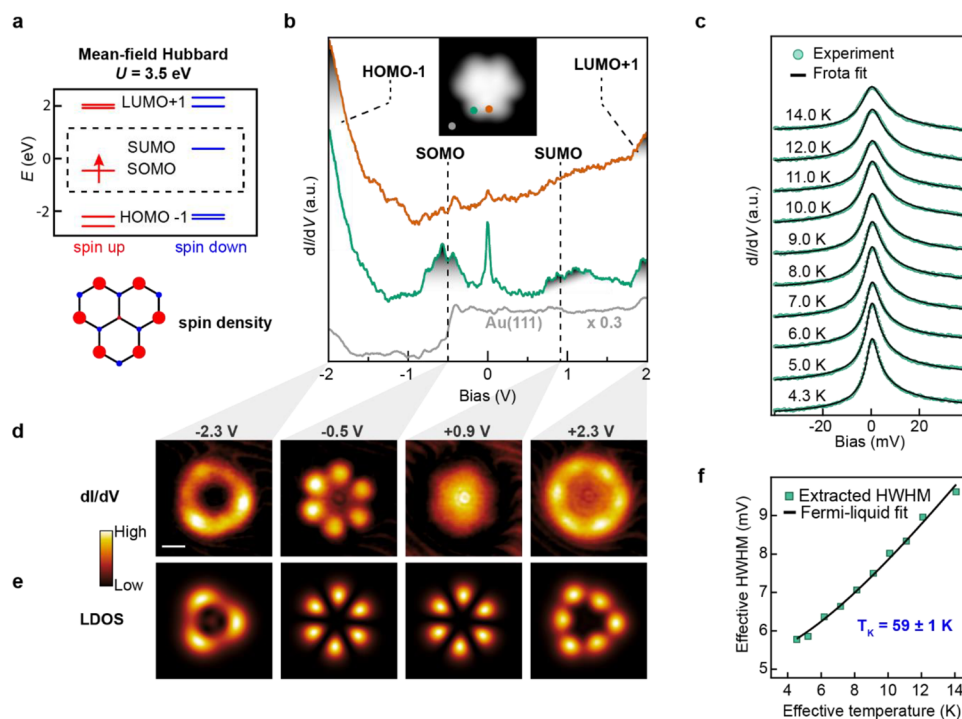 a
Mean-field Hubbard
U = 3.5 eV
E (eV)
2
0
-2
LUMO+1
SUMO
SOMO
HOMO -1
spin up
spin down
spin density
b
HOMO-1
LUMO+1
SOMO
SUMO
dI/dV (a.u.)
Au(111)
x 0.3
-2
-1
0
1
2
Bias (V)
c
Experiment
Frota fit
dI/dV (a.u.)
14.0 K
12.0 K
11.0 K
10.0 K
9.0 K
8.0 K
7.0 K
6.0 K
5.0 K
4.3 K
-40
-20
0
20
Bias (mV)
d
-2.3 V
-0.5 V
+0.9 V
+2.3 V
dI/dV
High
Low
e
LDOS
f
Extracted HWHM
Fermi-liquid fit
Effective HWHM (mV)
9
8
7
6
5
T_K = 59 ± 1 K
4
6
8
10
12
14
Effective temperature (K)